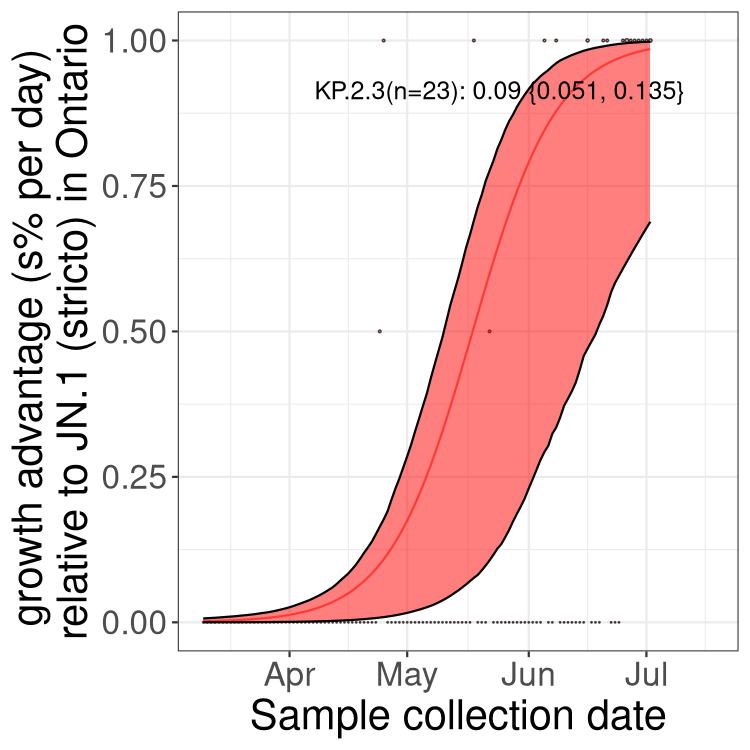 growth advantage (s% per day)
relative to JN.1 (stricto) in Ontario
1.00
0.75
0.50
0.25
0.00
KP.2.3(n=23): 0.09 {0.051, 0.135}
Apr May Jun Jul
Sample collection date